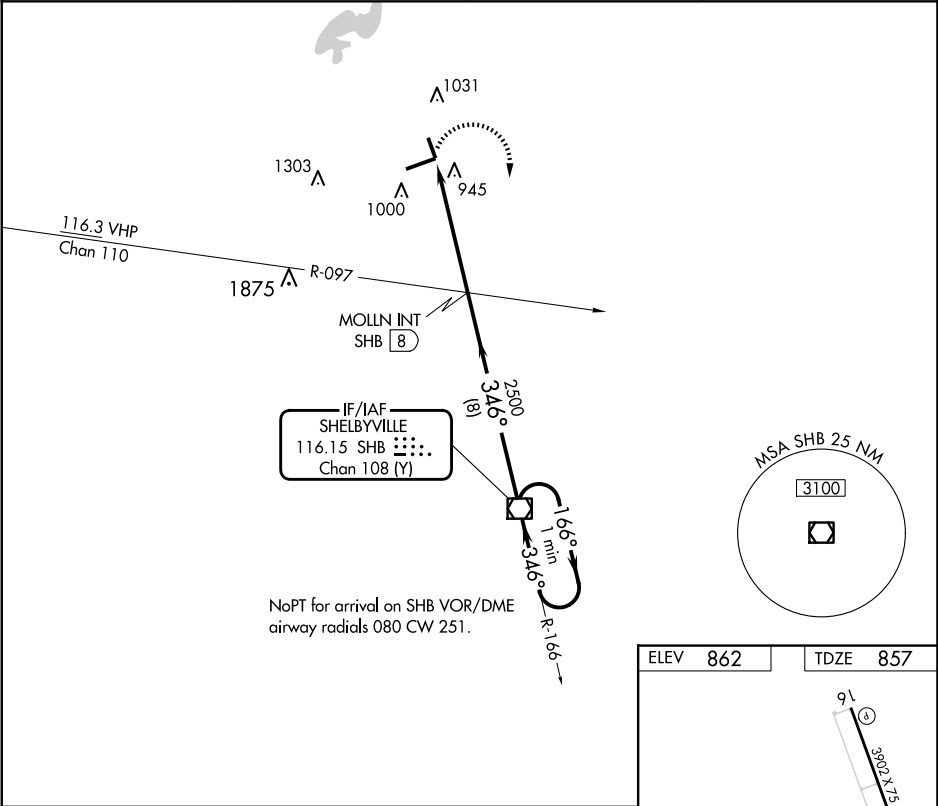 1031
1303
945
1000
116.3 VHP
Chan 110
R-097
1875
MOLLN INT
SHB 8
2500
346°
(8)
IF/IAF
SHELBYVILLE
116.15 SHB
Chan 108 (Y)
MSA SHB 25 NM
3100
166°
1 min
346°
NoPT for arrival on SHB VOR/DME
airway radials 080 CW 251.
R-166
ELEV 862
TDZE 857
16
P
3902 X 75